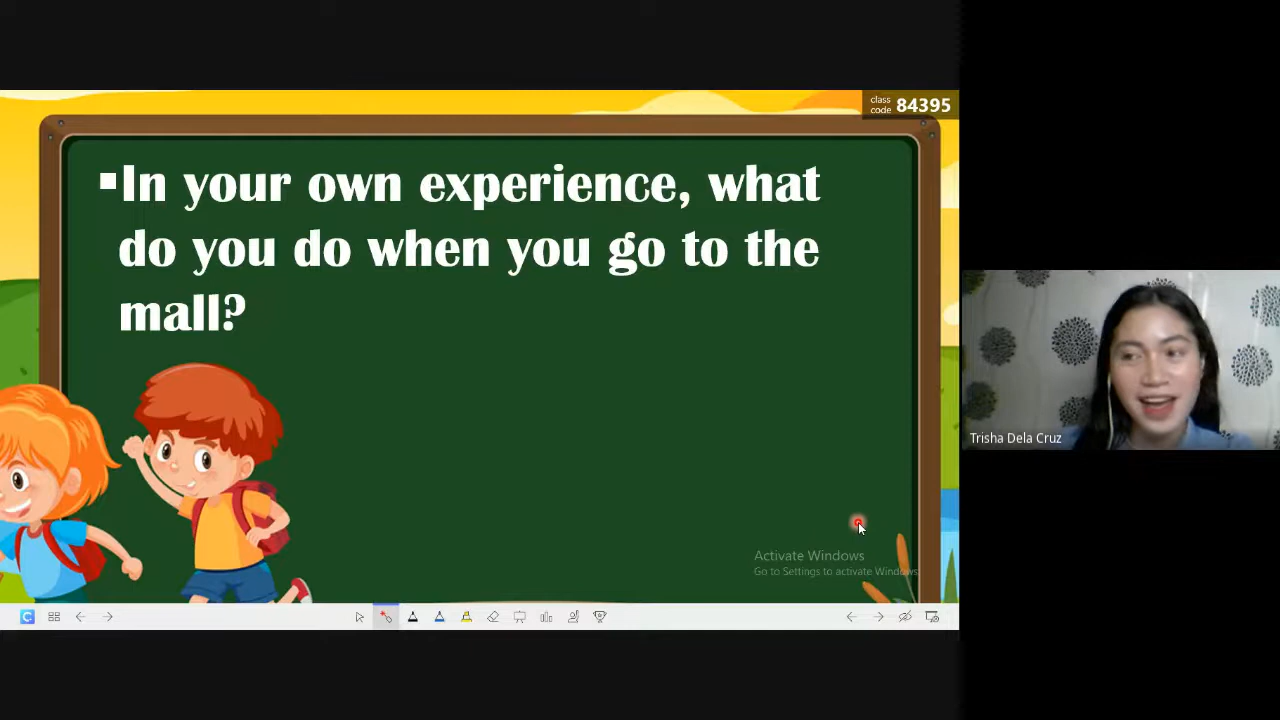 class
code 84395
▪In your own experience, what
do you do when you go to the
mall?
Trisha Dela Cruz
Activate Windows
Go to Settings to activate Windows.
C